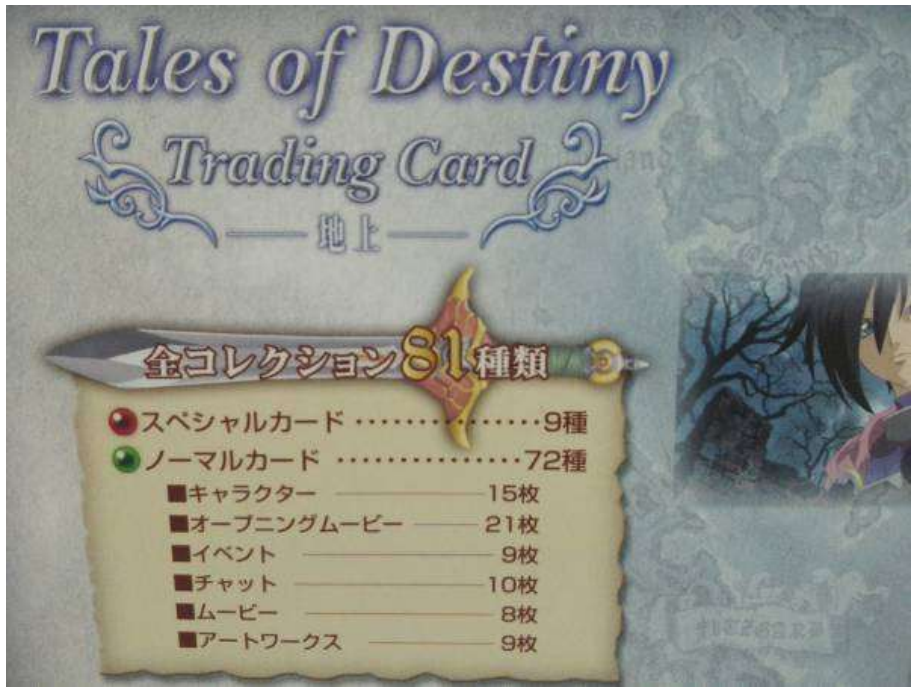 Tales of Destiny
Trading Card
地上
全コレクション81種類
スペシャルカード ・・・・・・・・・・・・・・・9種
ノーマルカード ・・・・・・・・・・・・・・・72種
■キャラクター ――― 15枚
■オープニングムービー ――― 21枚
■イベント ――― 9枚
■チャット ――― 10枚
■ムービー ――― 8枚
■アートワークス ――― 9枚